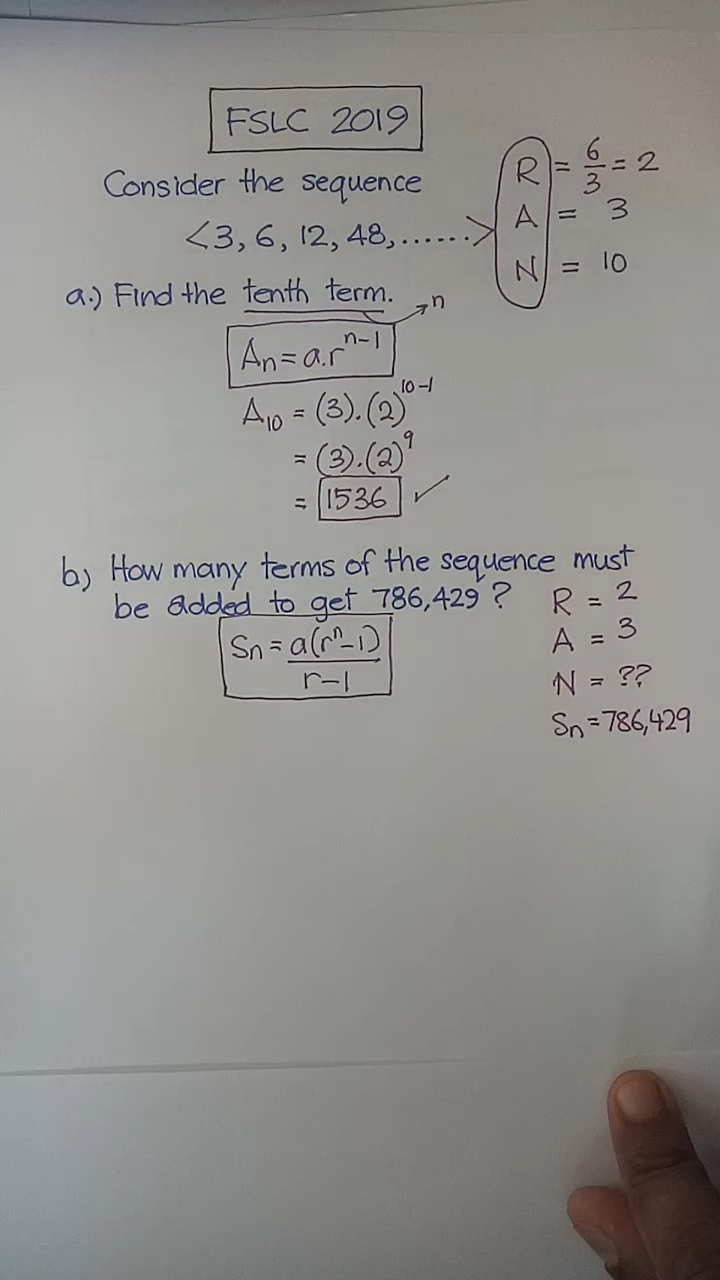 FSLC 2019
Consider the sequence
<3, 6, 12, 48, ......>
R = 6/3 = 2
A = 3
N = 10
a.) Find the tenth term.
→n
An = a.r^n-1
A10 = (3).(2)^10-1
= (3).(2)^9
= 1536 ✓
b) How many terms of the sequence must
be added to get 786,429?
Sn = a(r^n-1)/r-1
R = 2
A = 3
N = ??
Sn = 786,429